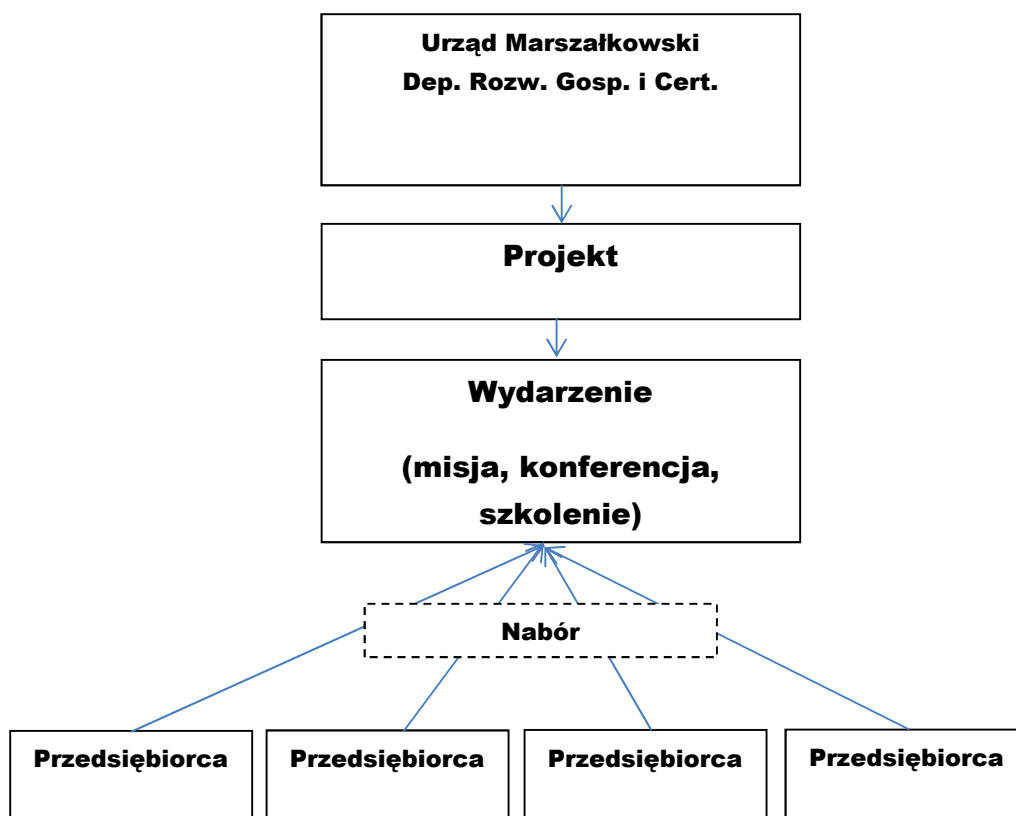 Urząd Marszałkowski
Dep. Rozw. Gosp. i Cert.
Projekt
Wydarzenie
(misja, konferencja,
szkolenie)
Nabór
Przedsiębiorca
Przedsiębiorca
Przedsiębiorca
Przedsiębiorca